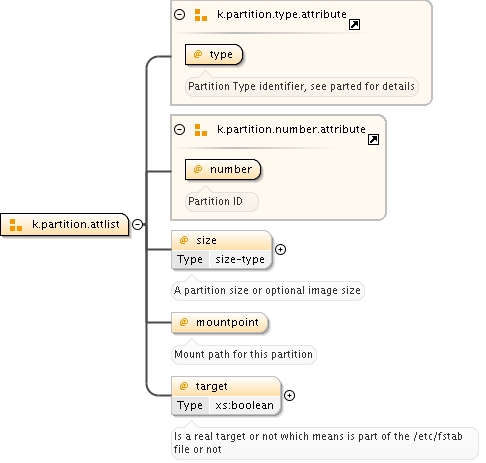 k.partition.type.attribute
@ type
Partition Type identifier, see parted for details
k.partition.number.attribute
@ number
Partition ID
k.partition.attlist
@ size
Type size-type
A partition size or optional image size
@ mountpoint
Mount path for this partition
@ target
Type xs:boolean
Is a real target or not which means is part of the /etc/fstab
file or not